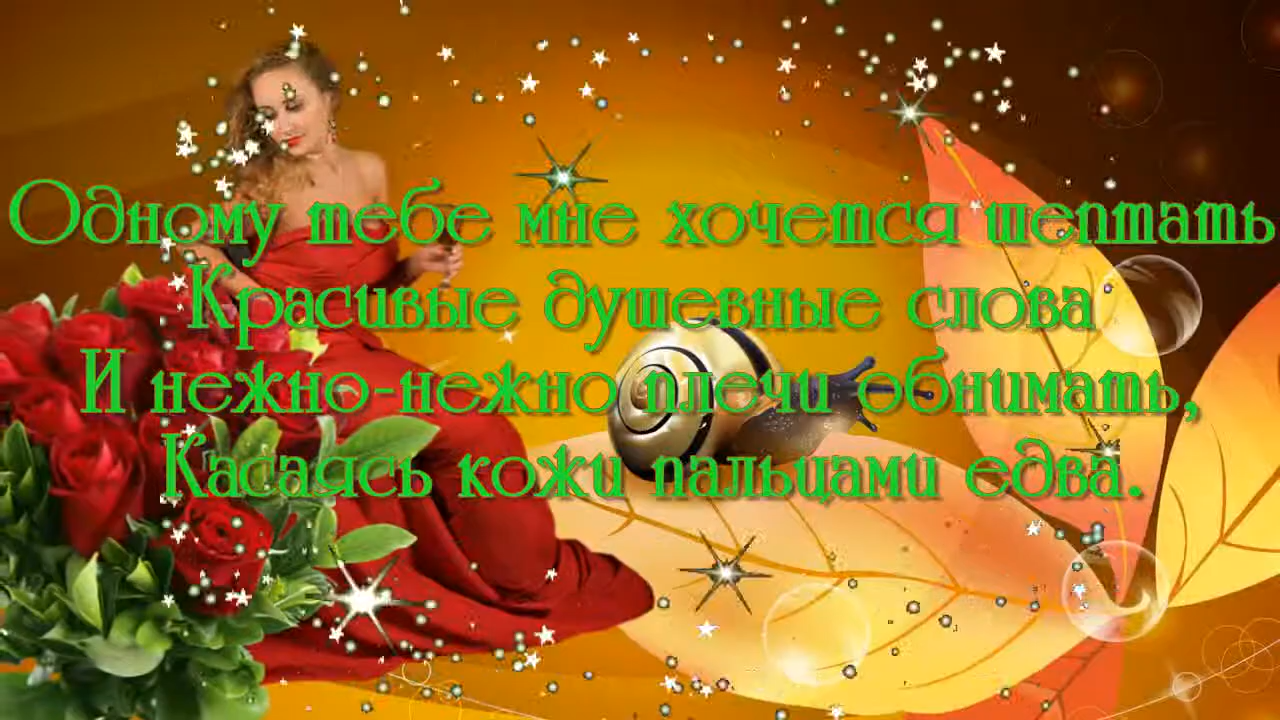 Одному тебе мне хочется шептать
Красивые душевные слова
И нежно-нежно плечи обнимать,
Касаясь кожи пальцами едва.